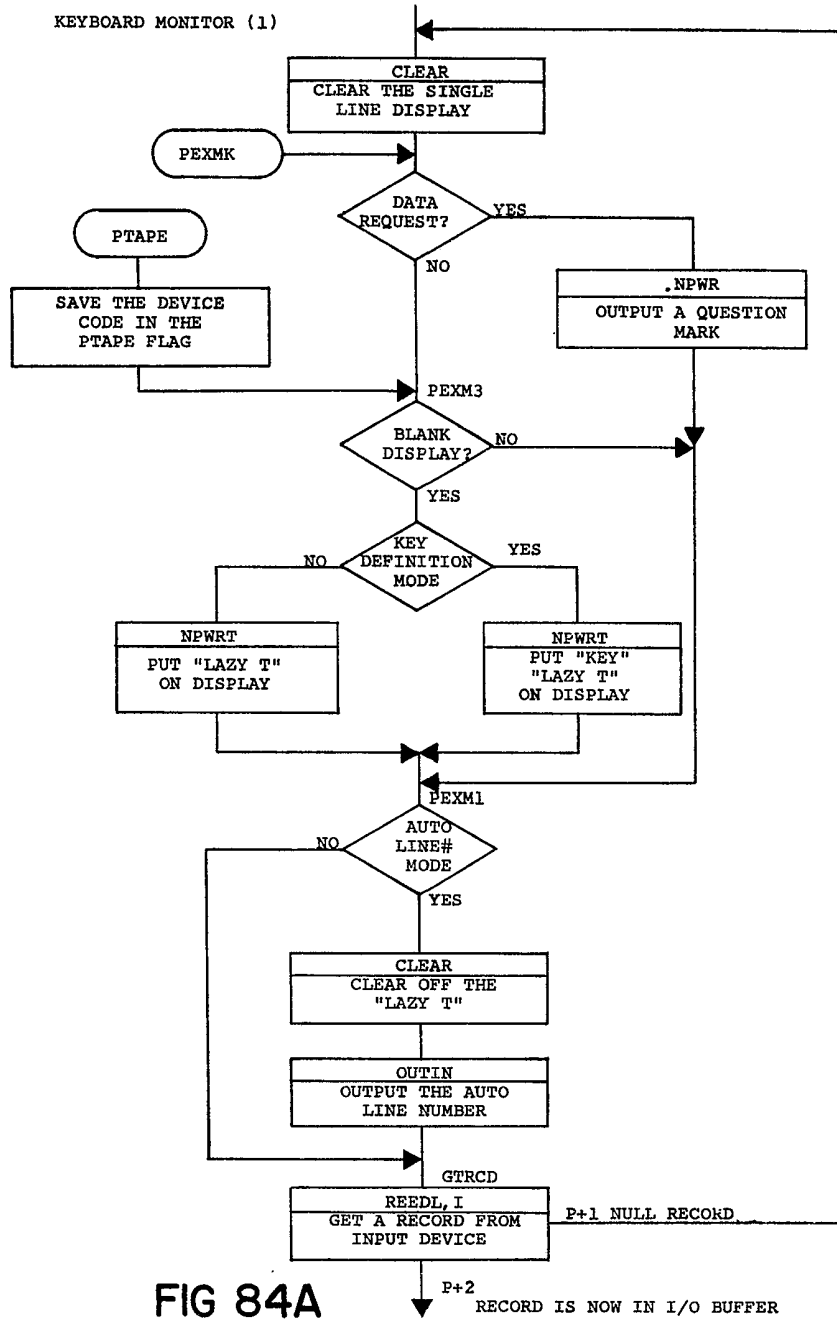 KEYBOARD MONITOR (1)
CLEAR
CLEAR THE SINGLE
LINE DISPLAY
PEXMK
DATA
REQUEST?
YES
NO
PTAPE
SAVE THE DEVICE
CODE IN THE
PTAPE FLAG
.NPWR
OUTPUT A QUESTION
MARK
PEXM3
BLANK
DISPLAY?
NO
YES
KEY
DEFINITION
MODE
NO
YES
NPWRT
PUT "LAZY T"
ON DISPLAY
NPWRT
PUT "KEY"
"LAZY T"
ON DISPLAY
PEXM1
AUTO
LINE#
MODE
NO
YES
CLEAR
CLEAR OFF THE
"LAZY T"
OUTIN
OUTPUT THE AUTO
LINE NUMBER
GTRCD
REEDL,I
GET A RECORD FROM
INPUT DEVICE
P+1 NULL RECORD
P+2
RECORD IS NOW IN I/O BUFFER
FIG 84A